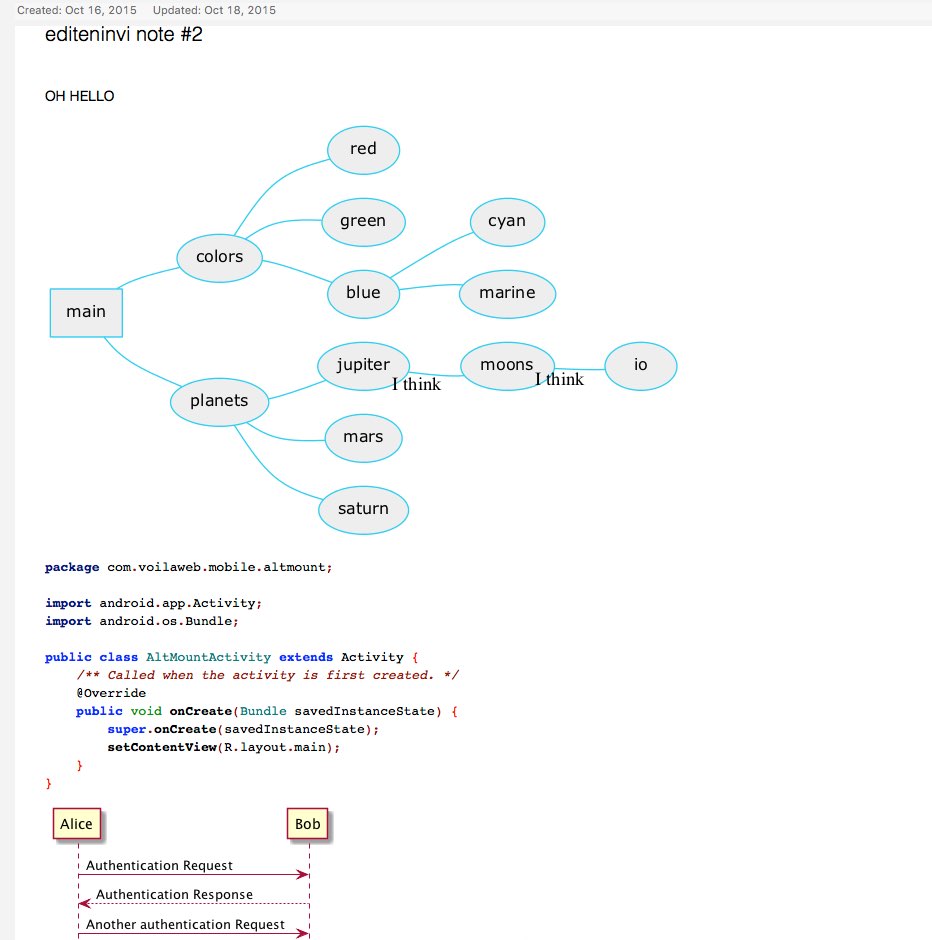 Created: Oct 16, 2015 Updated: Oct 18, 2015
editeninvi note #2
OH HELLO
red
green
cyan
colors
blue
marine
main
jupiter
moons
io
I think
I think
planets
mars
saturn
package com.voilaweb.mobile.altmount;
import android.app.Activity;
import android.os.Bundle;
public class AltMountActivity extends Activity {
/** Called when the activity is first created. */
@Override
public void onCreate(Bundle savedInstanceState) {
super.onCreate(savedInstanceState);
setContentView(R.layout.main);
}
}
Alice Bob
Authentication Request
Authentication Response
Another authentication Request